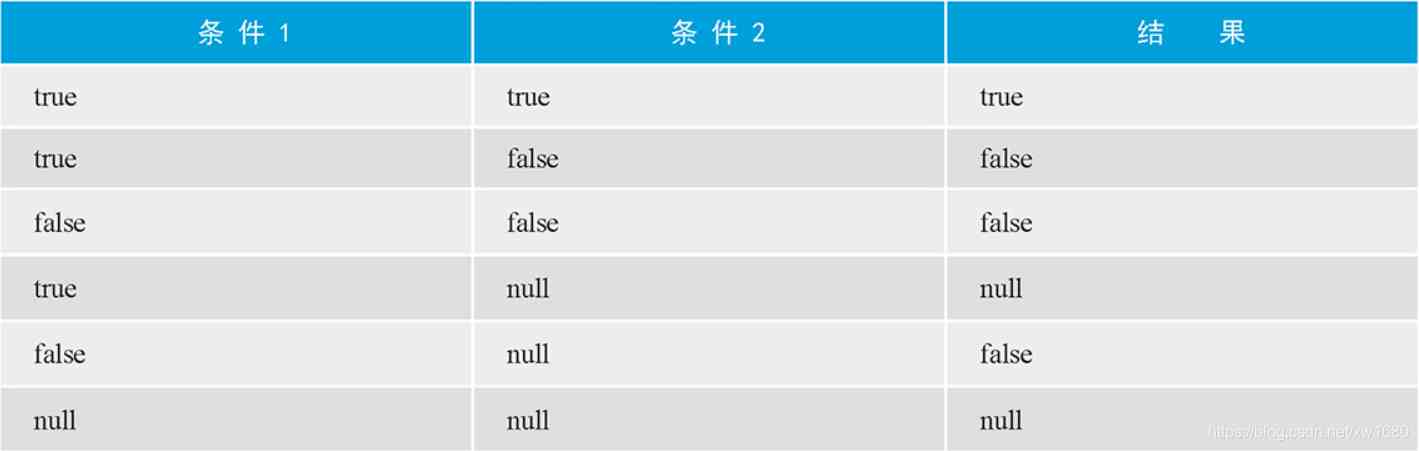 条 件 1 条 件 2 结 果
true true true
true false false
false false false
true null null
false null false
null null null
https://blog.csdn.net/xw1680